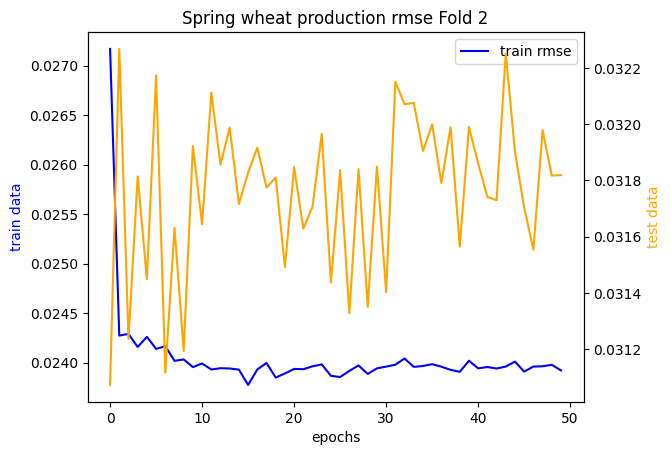 Spring wheat production rmse Fold 2
train rmse
0.0270
0.0265
0.0260
0.0255
0.0250
0.0245
0.0240
train data
0.0322
0.0320
0.0318
0.0316
0.0314
0.0312
test data
0 10 20 30 40 50
epochs